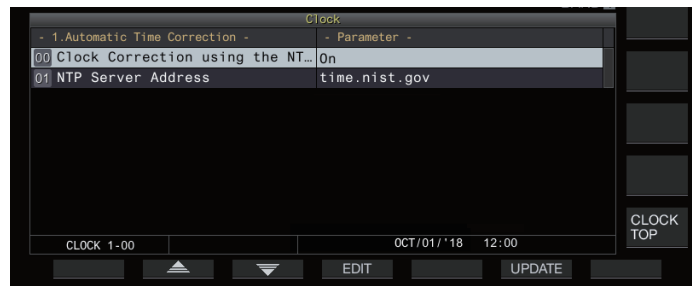 Clock
- 1.Automatic Time Correction - - Parameter -
00 Clock Correction using the NT… On
01 NTP Server Address time.nist.gov
CLOCK TOP
CLOCK 1-00 OCT/01/'18 12:00
EDIT UPDATE